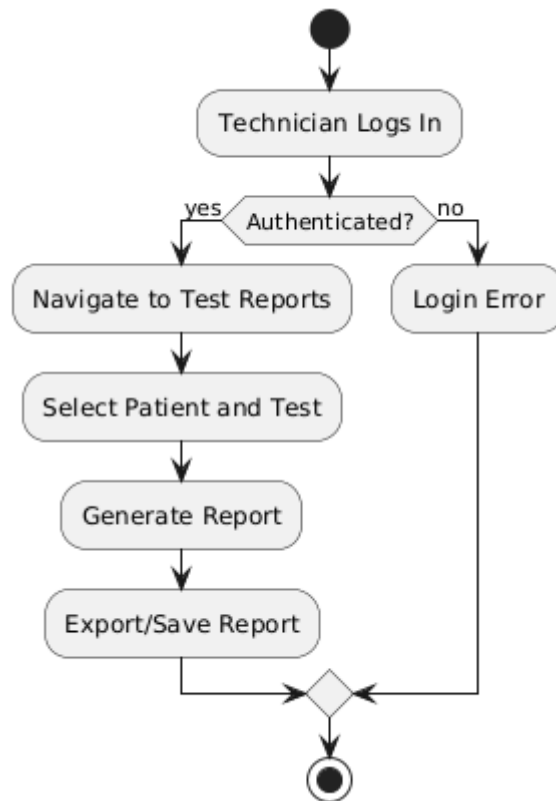 Technician Logs In
yes
Authenticated?
no
Navigate to Test Reports
Login Error
Select Patient and Test
Generate Report
Export/Save Report